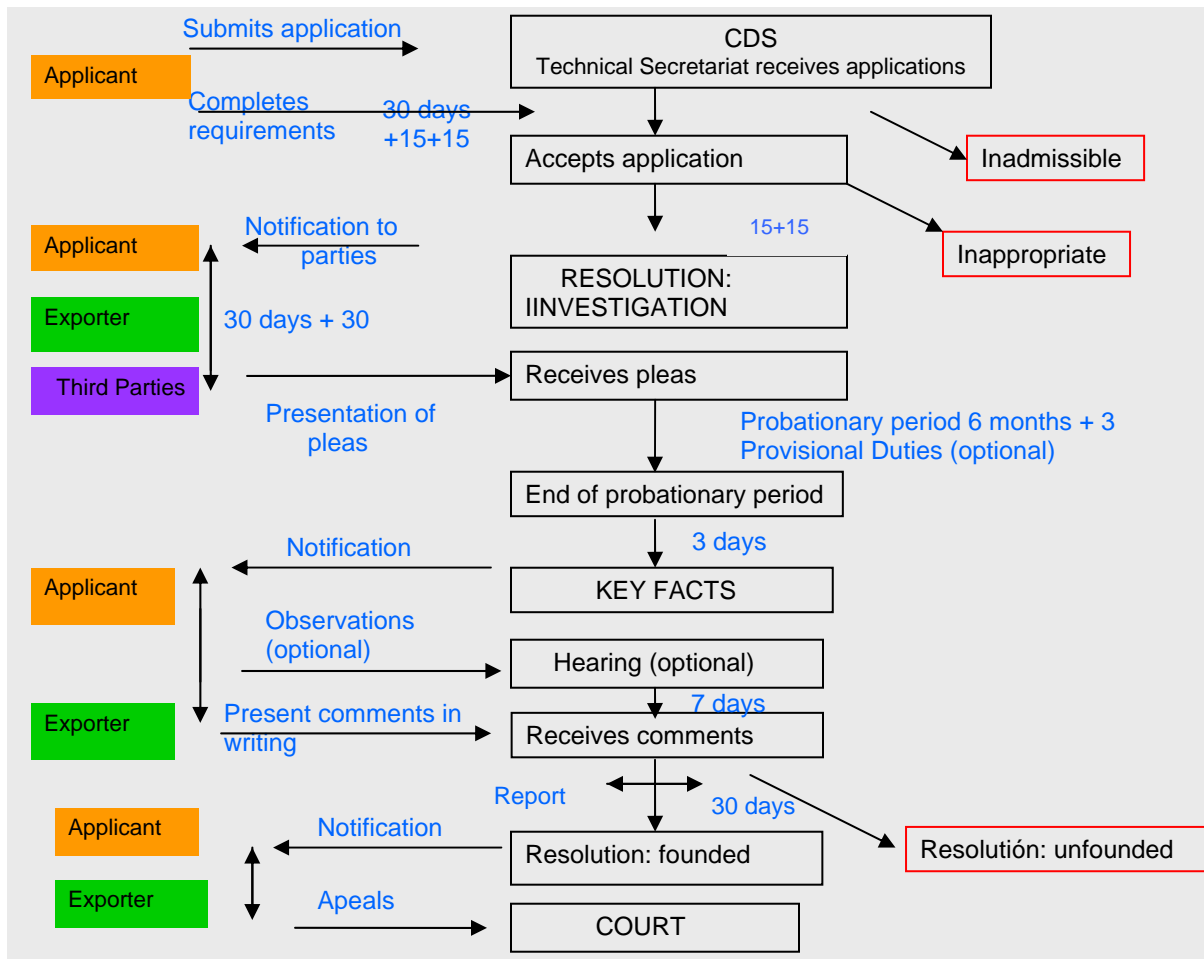 Submits application
CDS
Technical Secretariat receives applications
Applicant
Completes
requirements
30 days
+15+15
Accepts application
Inadmissible
Notification to
parties
15+15
Applicant
Inappropriate
RESOLUTION:
IINVESTIGATION
Exporter
30 days + 30
Third Parties
Receives pleas
Presentation of
pleas
Probationary period 6 months + 3
Provisional Duties (optional)
End of probationary period
3 days
Notification
Applicant
KEY FACTS
Observations
(optional)
Hearing (optional)
7 days
Exporter
Present comments in
writing
Receives comments
Report
30 days
Applicant
Notification
Resolution: founded
Resolutión: unfounded
Exporter
Apeals
COURT